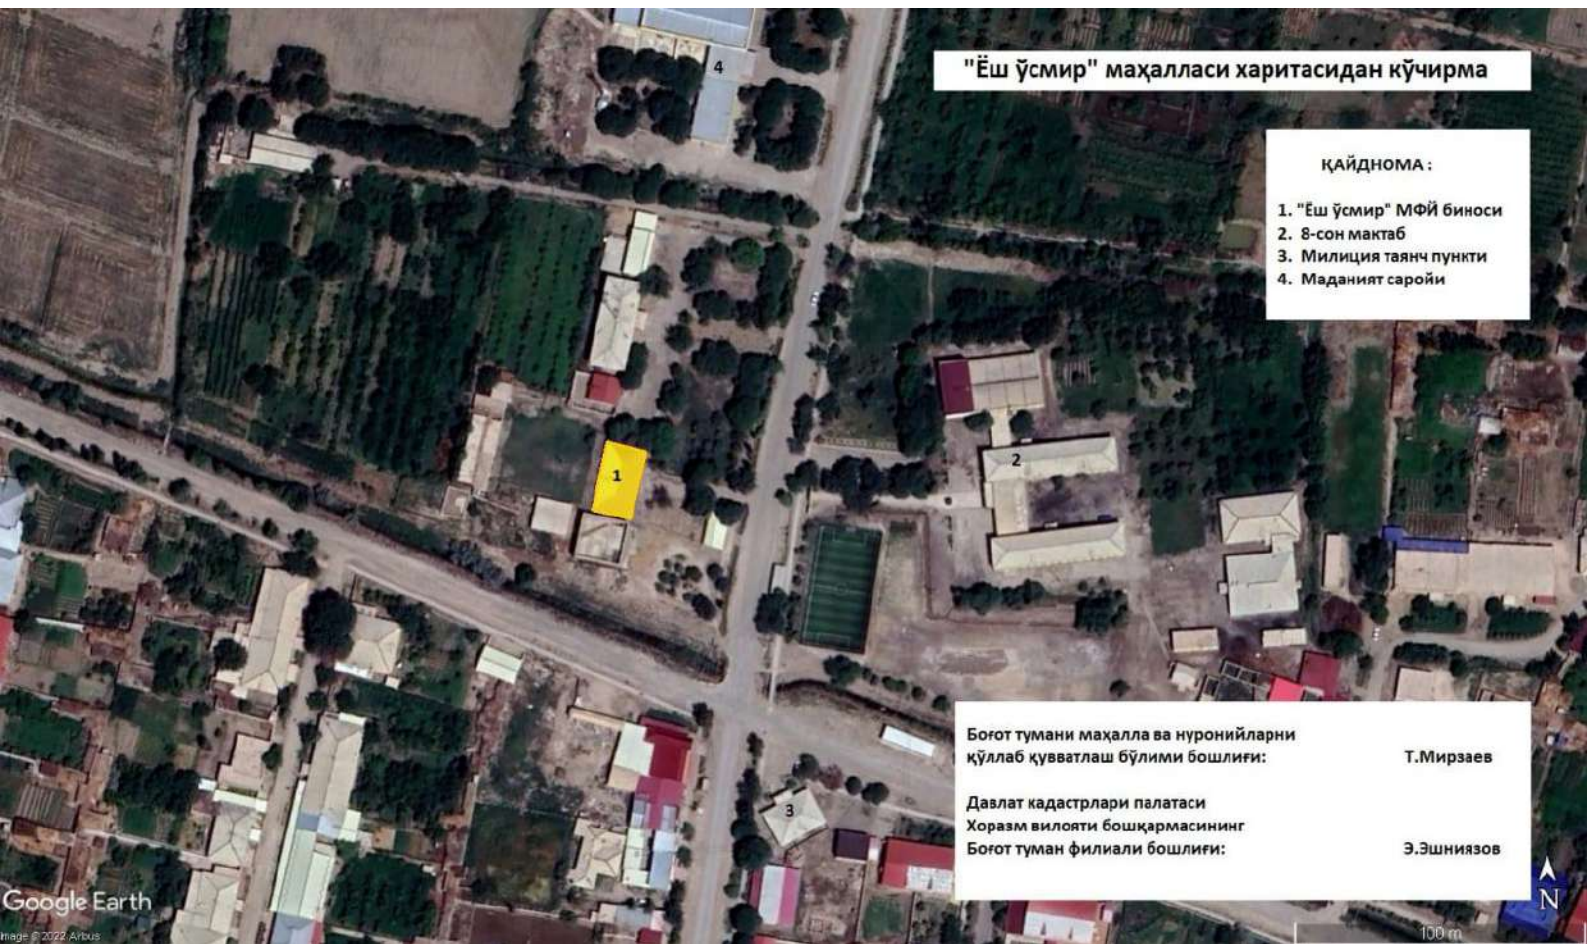 4
"Ёш ўсмир" маҳалласи харитасидан кўчирма
ҚАЙДНОМА :
1. "Ёш ўсмир" МФЙ биноси
2. 8-сон мактаб
3. Милиция таянч пункти
4. Маданият саройи
1
2
3
Боғот тумани маҳалла ва нуронийларни
қўллаб қувватлаш бўлими бошлиғи: Т.Мирзаев
Давлат кадастрлари палатаси
Хоразм вилояти бошқармасининг
Боғот туман филиали бошлиғи: Э.Эшниязов
Google Earth
Image © 2022 Airbus
N
100 m